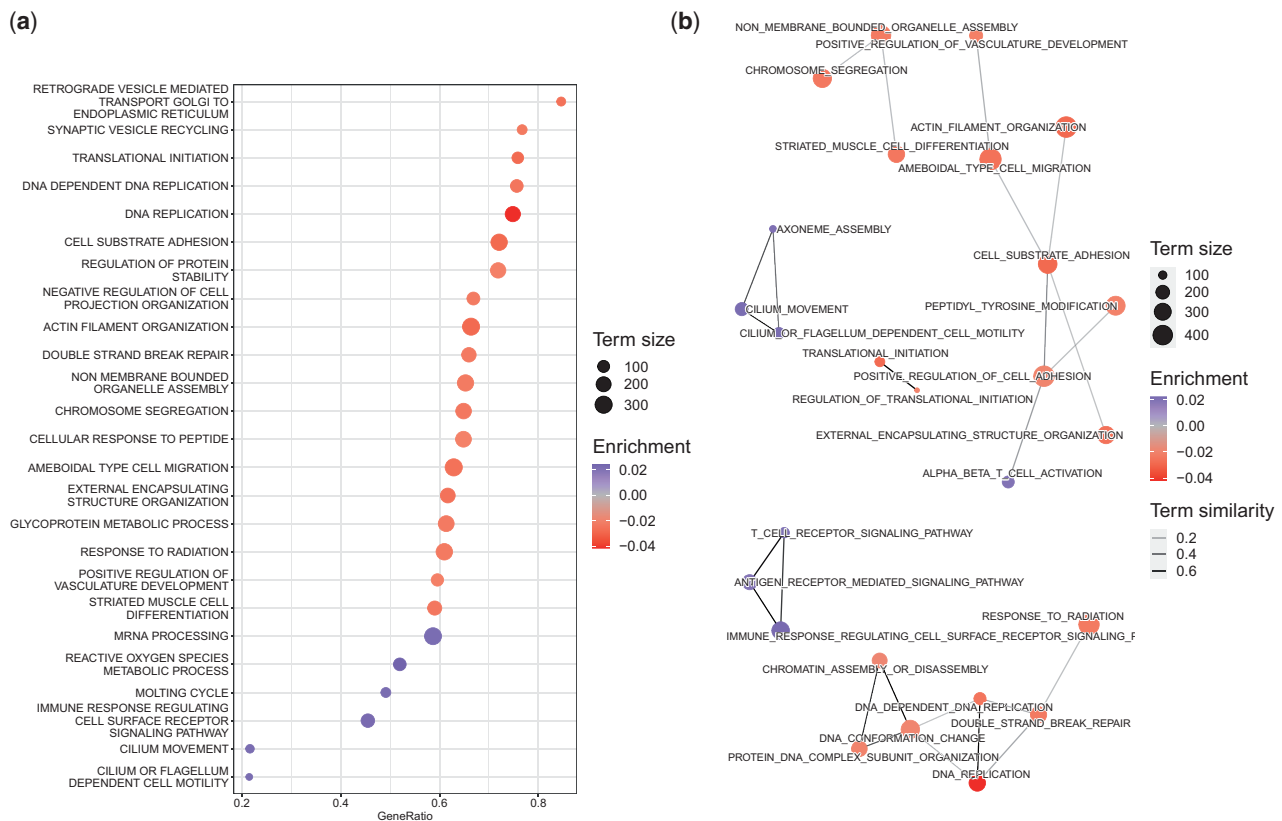 (a)
RETROGRADE VESICLE MEDIATED
TRANSPORT GOLGI TO
ENDOPLASMIC RETICULUM
SYNAPTIC VESICLE RECYCLING
TRANSLATIONAL INITIATION
DNA DEPENDENT DNA REPLICATION
DNA REPLICATION
CELL SUBSTRATE ADHESION
REGULATION OF PROTEIN
STABILITY
NEGATIVE REGULATION OF CELL
PROJECTION ORGANIZATION
ACTIN FILAMENT ORGANIZATION
DOUBLE STRAND BREAK REPAIR
NON MEMBRANE BOUNDED
ORGANELLE ASSEMBLY
CHROMOSOME SEGREGATION
CELLULAR RESPONSE TO PEPTIDE
AMEBOIDAL TYPE CELL MIGRATION
EXTERNAL ENCAPSULATING
STRUCTURE ORGANIZATION
GLYCOPROTEIN METABOLIC PROCESS
RESPONSE TO RADIATION
POSITIVE REGULATION OF
VASCULATURE DEVELOPMENT
STRIATED MUSCLE CELL
DIFFERENTIATION
MRNA PROCESSING
REACTIVE OXYGEN SPECIES
METABOLIC PROCESS
MOLTING CYCLE
IMMUNE RESPONSE REGULATING
CELL SURFACE RECEPTOR
SIGNALING PATHWAY
CILIUM MOVEMENT
CILIUM OR FLAGELLUM
DEPENDENT CELL MOTILITY
0.2 0.4 0.6 0.8
GeneRatio
Term size
100
200
300
Enrichment
0.02
0.00
−0.02
−0.04
(b)
NON_MEMBRANE_BOUNDED_ORGANELLE_ASSEMBLY
POSITIVE_REGULATION_OF_VASCULATURE_DEVELOPMENT
CHROMOSOME_SEGREGATION
ACTIN_FILAMENT_ORGANIZATION
STRIATED_MUSCLE_CELL_DIFFERENTIATION
AMEBOIDAL_TYPE_CELL_MIGRATION
AXONEME_ASSEMBLY
CELL_SUBSTRATE_ADHESION
PEPTIDYL_TYROSINE_MODIFICATION
CILIUM_MOVEMENT
CILIUM_OR_FLAGELLUM_DEPENDENT_CELL_MOTILITY
TRANSLATIONAL_INITIATION
POSITIVE_REGULATION_OF_CELL_ADHESION
REGULATION_OF_TRANSLATIONAL_INITIATION
EXTERNAL_ENCAPSULATING_STRUCTURE_ORGANIZATION
ALPHA_BETA_T_CELL_ACTIVATION
T_CELL_RECEPTOR_SIGNALING_PATHWAY
ANTIGEN_RECEPTOR_MEDIATED_SIGNALING_PATHWAY
RESPONSE_TO_RADIATION
IMMUNE_RESPONSE_REGULATING_CELL_SURFACE_RECEPTOR_SIGNALING_F
CHROMATIN_ASSEMBLY_OR_DISASSEMBLY
DNA_DEPENDENT_DNA_REPLICATION
DOUBLE_STRAND_BREAK_REPAIR
DNA_CONFORMATION_CHANGE
PROTEIN_DNA_COMPLEX_SUBUNIT_ORGANIZATION
DNA_REPLICATION
Term size
100
200
300
400
Enrichment
0.02
0.00
−0.02
−0.04
Term similarity
0.2
0.4
0.6